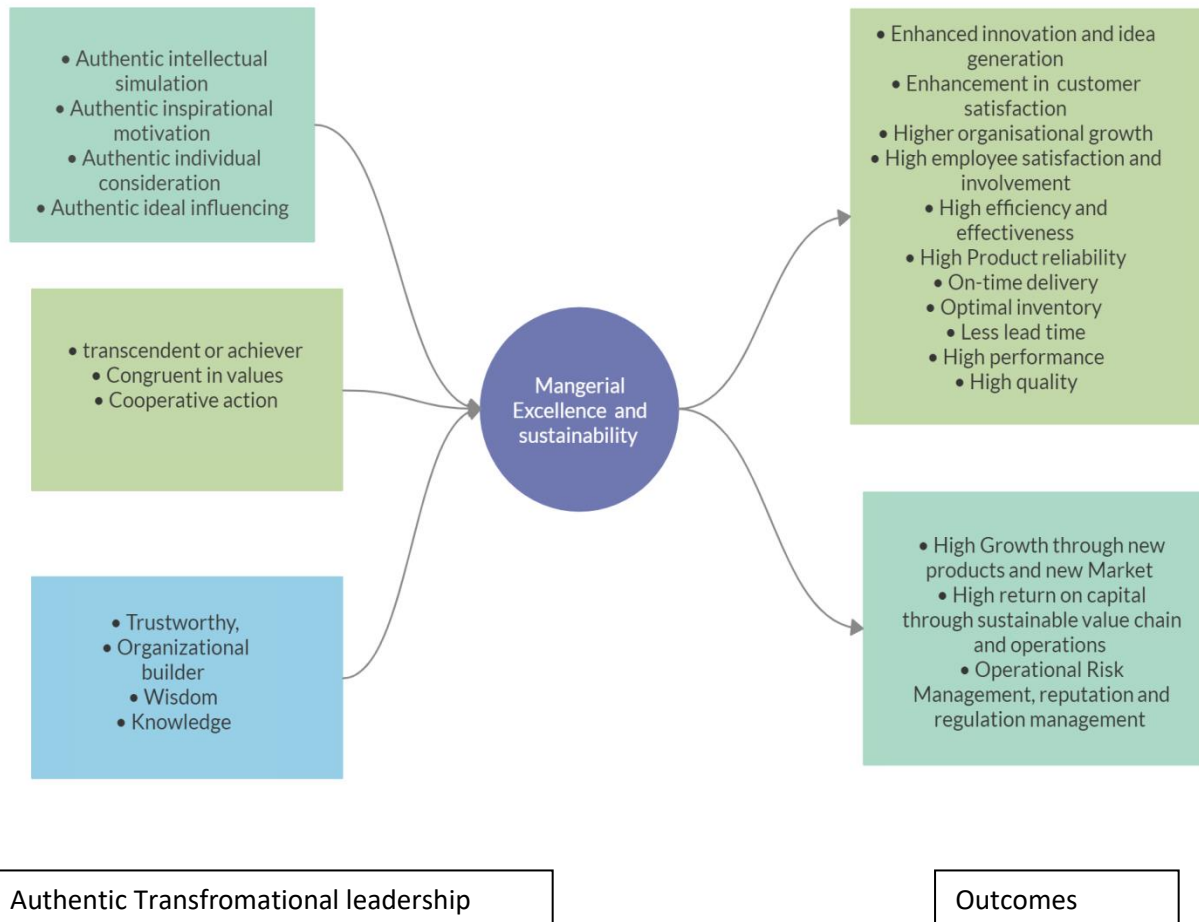 • Authentic intellectual
simulation
• Authentic inspirational
motivation
• Authentic individual
consideration
• Authentic ideal influencing
• transcendent or achiever
• Congruent in values
• Cooperative action
• Trustworthy,
• Organizational
builder
• Wisdom
• Knowledge
Mangerial
Excellence and
sustainability
• Enhanced innovation and idea
generation
• Enhancement in customer
satisfaction
• Higher organisational growth
• High employee satisfaction and
involvement
• High efficiency and
effectiveness
• High Product reliability
• On-time delivery
• Optimal inventory
• Less lead time
• High performance
• High quality
• High Growth through new
products and new Market
• High return on capital
through sustainable value chain
and operations
• Operational Risk
Management, reputation and
regulation management
Authentic Transfromational leadership
Outcomes